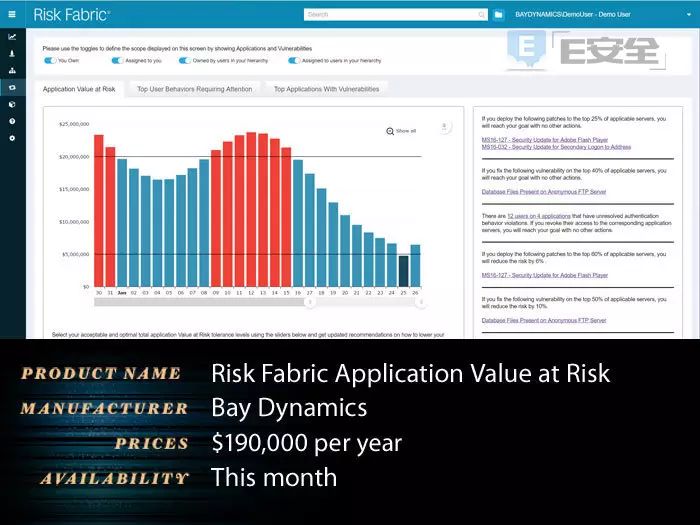 Risk Fabric
Search
BAYDYNAMICS\DemoUser - Demo User
E安全
Please use the toggles to define the scope displayed on this screen by showing Applications and Vulnerabilities
You Own
Assigned to you
Owned by users in your hierarchy
Assigned to users in your hierarchy
Application Value at Risk
Top User Behaviors Requiring Attention
Top Applications With Vulnerabilities
Show all
$25,000,000
$20,000,000
$15,000,000
$10,000,000
$5,000,000
$0
30 31 Jun 02 03 04 05 06 07 08 09 10 11 12 13 14 15 16 17 18 19 20 21 22 23 24 25 26
Select your acceptable and optimal total application Value at Risk tolerance levels using the sliders below and get updated recommendations on how to lower your
If you deploy the following patches to the top 25% of applicable servers, you
will reach your goal with no other actions.
MS16-127 - Security Update for Adobe Flash Player
MS16-032 - Security Update for Secondary Logon to Address
If you fix the following vulnerability on the top 40% of applicable servers, you
will reach your goal with no other actions.
Database Files Present on Anonymous FTP Server
There are 12 users on 4 applications that have unresolved authentication
behavior violations. If you revoke their access to the corresponding application
servers, you will reach your goal with no other actions.
If you deploy the following patches to the top 60% of applicable servers, you
will reduce the risk by 6%
MS16-127 - Security Update for Adobe Flash Player
If you fix the following vulnerability on the top 50% of applicable servers, you
will reduce the risk by 10%.
Database Files Present on Anonymous FTP Server
PRODUCT NAME Risk Fabric Application Value at Risk
MANUFACTURER Bay Dynamics
PRICES $190,000 per year
AVAILABILITY This month